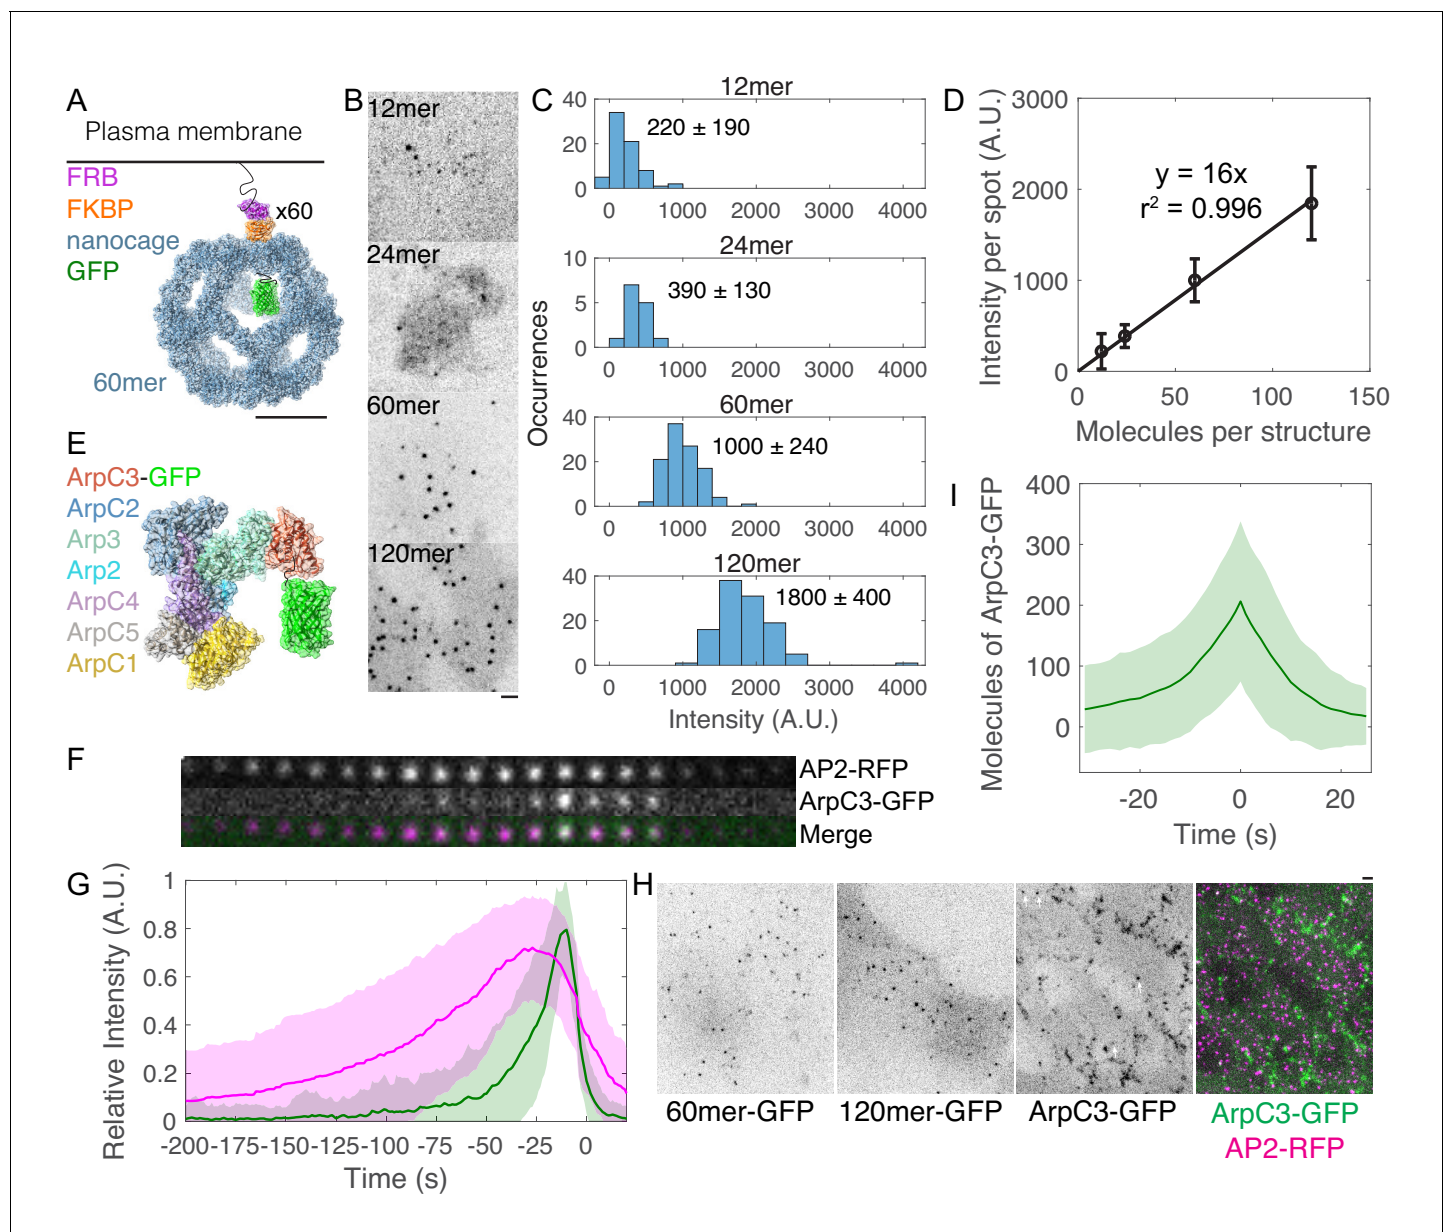 A
Plasma membrane
FRB
FKBP
x60
nanocage
GFP
60mer
B
12mer
24mer
60mer
120mer
C
12mer
40
20
0
220 ± 190
0 1000 2000 3000 4000
24mer
10
5
0
390 ± 130
0 1000 2000 3000 4000
Occurrences
60mer
40
20
0
1000 ± 240
0 1000 2000 3000 4000
120mer
40
20
0
1800 ± 400
0 1000 2000 3000 4000
Intensity (A.U.)
D
Intensity per spot (A.U.)
3000
2000
1000
0
y = 16x
r² = 0.996
0 50 100 150
Molecules per structure
E
ArpC3-GFP
ArpC2
Arp3
Arp2
ArpC4
ArpC5
ArpC1
F
AP2-RFP
ArpC3-GFP
Merge
G
Relative Intensity (A.U.)
1
0.8
0.6
0.4
0.2
0
-200 -175 -150 -125 -100 -75 -50 -25 0
Time (s)
H
60mer-GFP
120mer-GFP
ArpC3-GFP
ArpC3-GFP
AP2-RFP
I
Molecules of ArpC3-GFP
400
300
200
100
0
-20 0 20
Time (s)